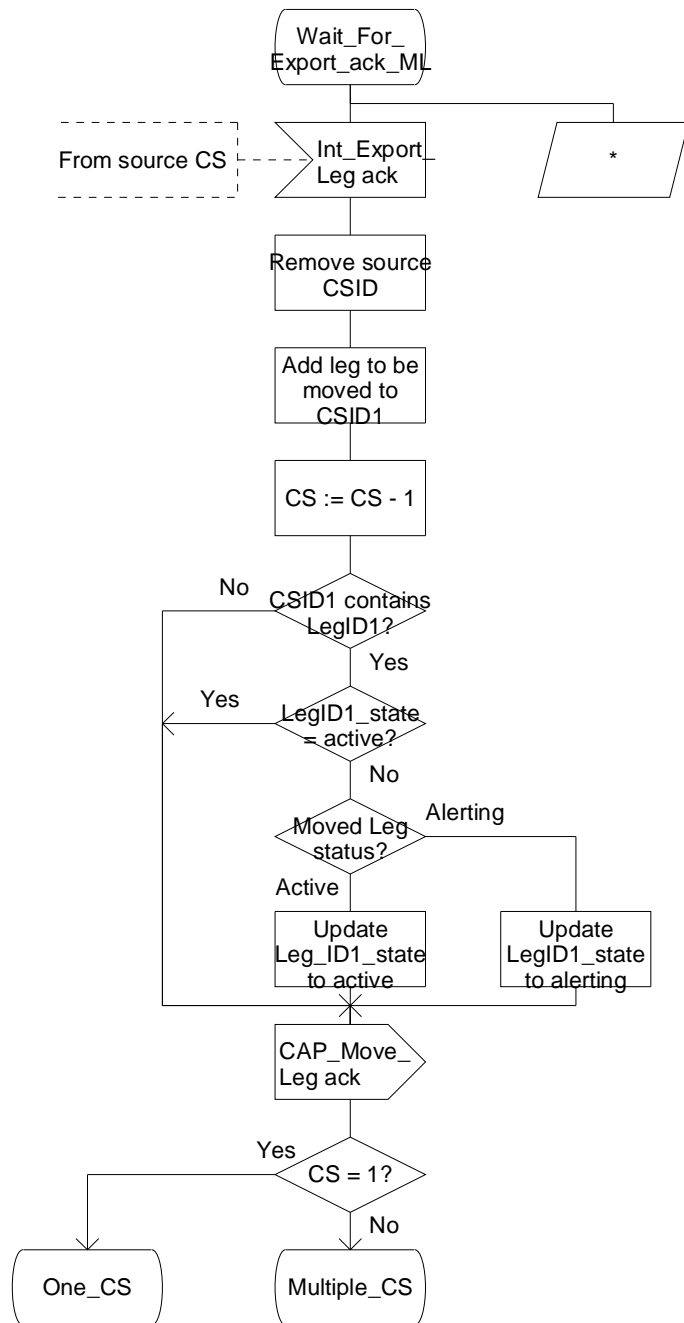 Wait_For_
Export_ack_ML
From source CS
Int_Export_
Leg ack
*
Remove source
CSID
Add leg to be
moved to
CSID1
CS := CS - 1
No
CSID1 contains
LegID1?
Yes
Yes
LegID1_state
= active?
No
Moved Leg
status?
Alerting
Active
Update
Leg_ID1_state
to active
Update
LegID1_state
to alerting
CAP_Move_
Leg ack
Yes
CS = 1?
No
One_CS
Multiple_CS